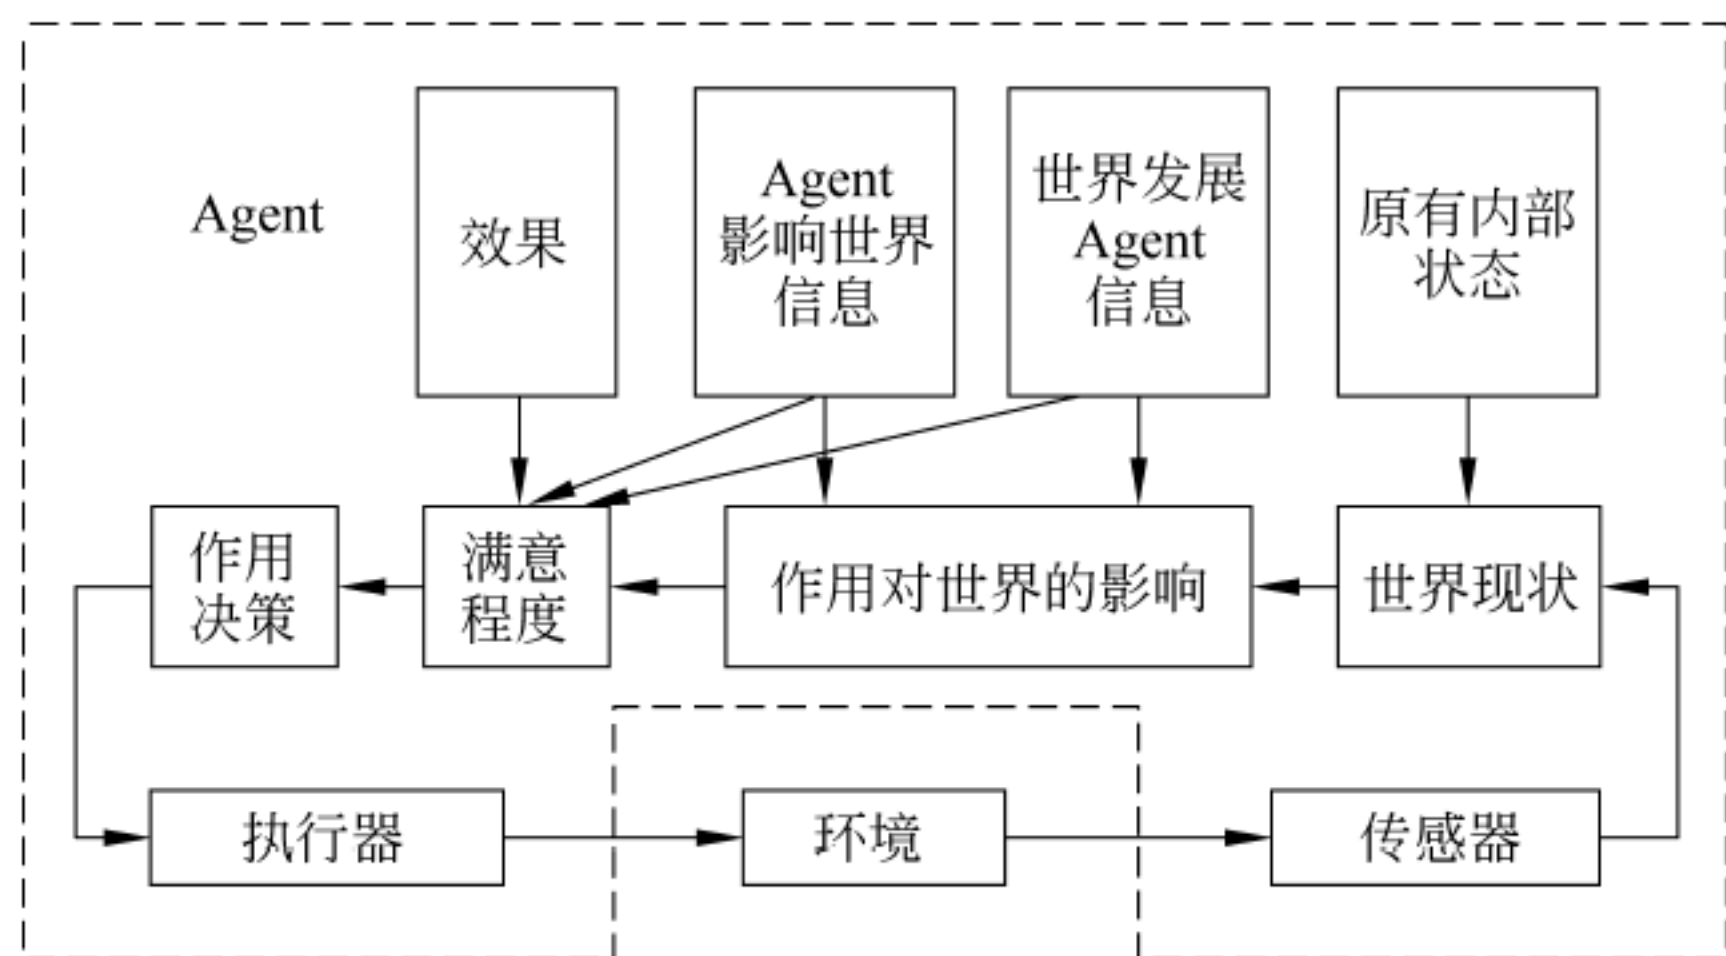 Agent
效果
Agent
影响世界
信息
世界发展
Agent
信息
原有内部
状态
作用
决策
满意
程度
作用对世界的影响
世界现状
执行器
环境
传感器